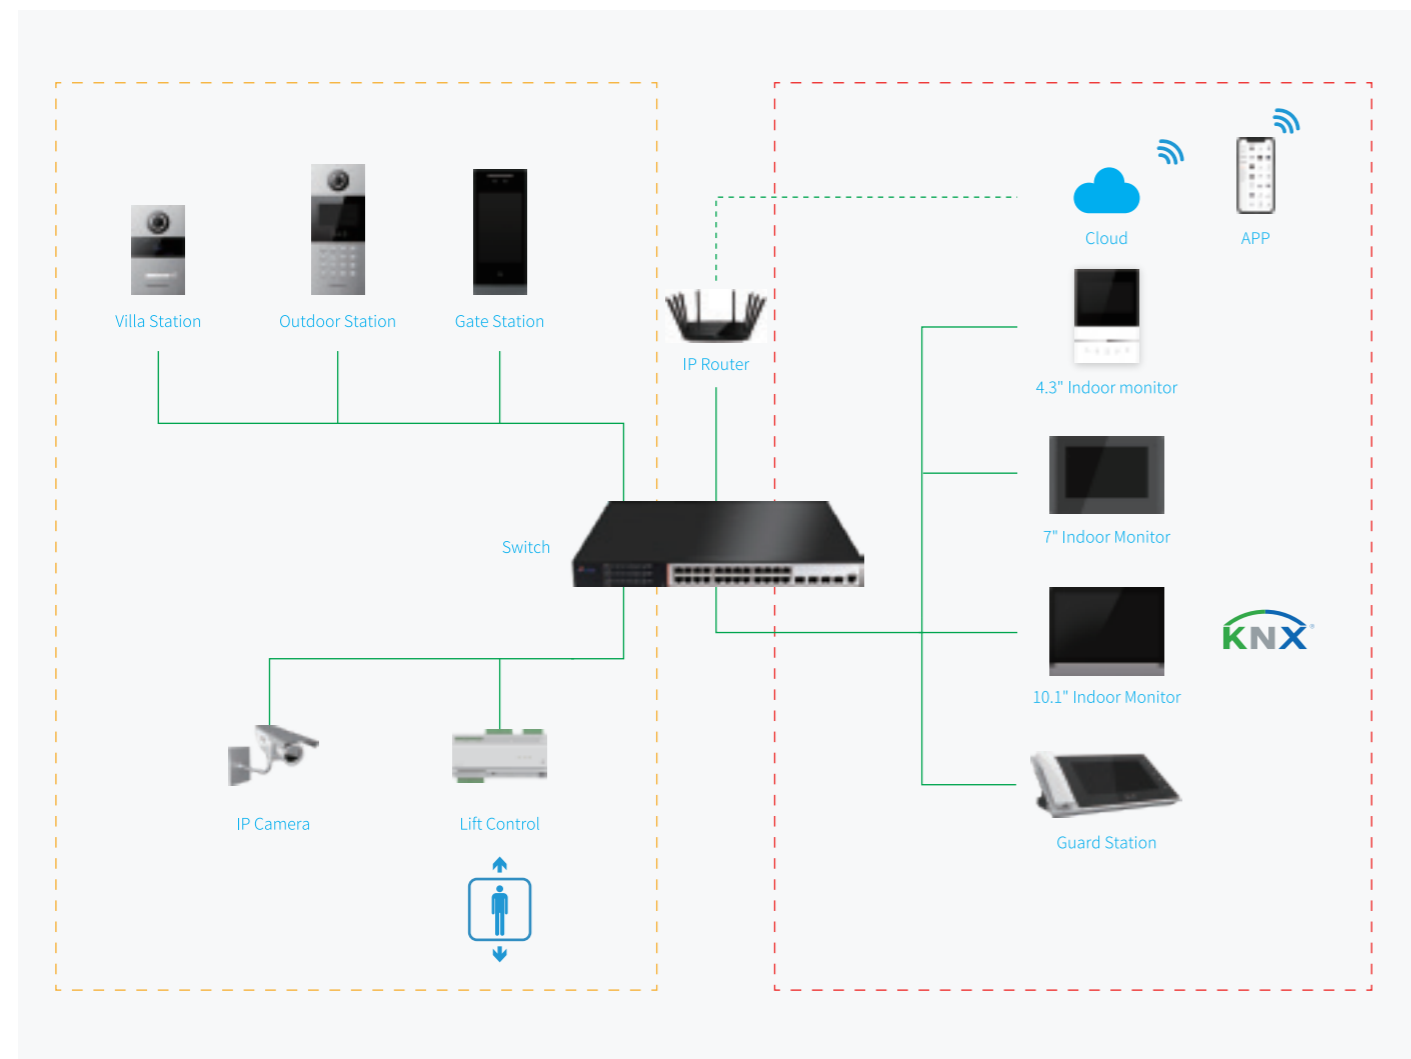 Cloud
APP
Villa Station
Outdoor Station
Gate Station
IP Router
4.3" Indoor monitor
7" Indoor Monitor
Switch
KNX®
10.1" Indoor Monitor
IP Camera
Lift Control
Guard Station